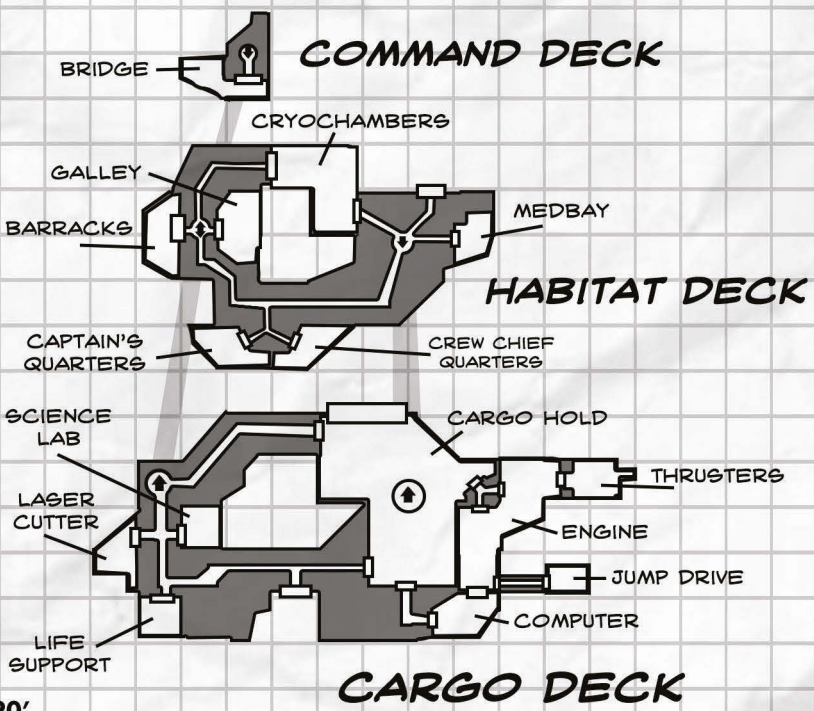 COMMAND DECK
BRIDGE
CRYOCHAMBERS
GALLEY
BARRACKS
MEDBAY
HABITAT DECK
CAPTAIN'S
QUARTERS
CREW CHIEF
QUARTERS
SCIENCE
LAB
CARGO HOLD
LASER
CUTTER
THRUSTERS
ENGINE
JUMP DRIVE
COMPUTER
LIFE
SUPPORT
CARGO DECK